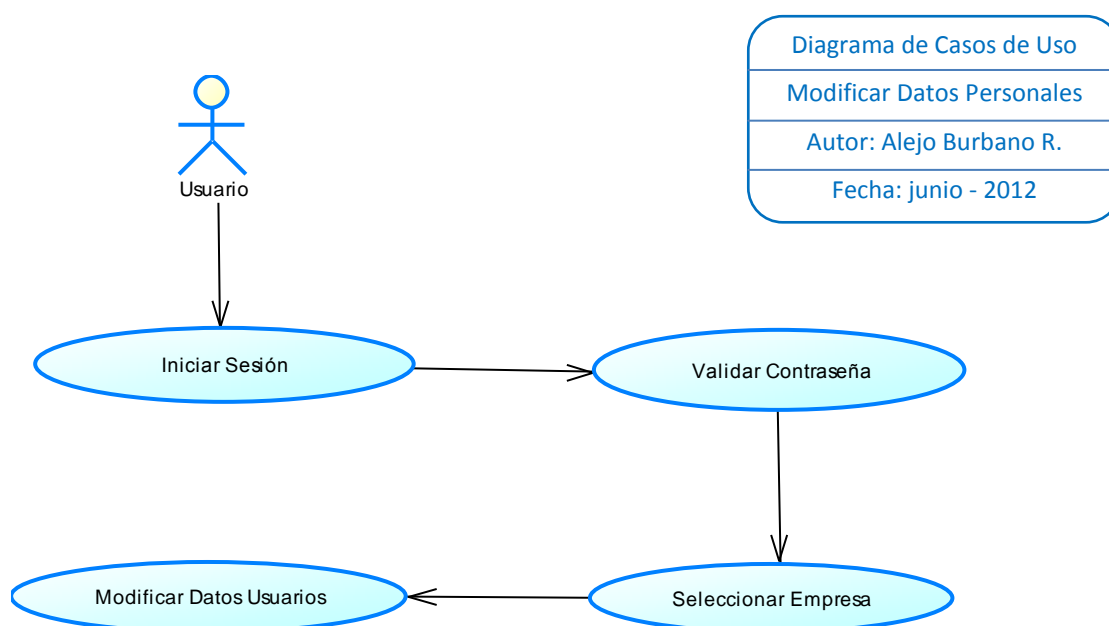 Diagrama de Casos de Uso
Modificar Datos Personales
Autor: Alejo Burbano R.
Fecha: junio - 2012
Usuario
Iniciar Sesión
Validar Contraseña
Modificar Datos Usuarios
Seleccionar Empresa